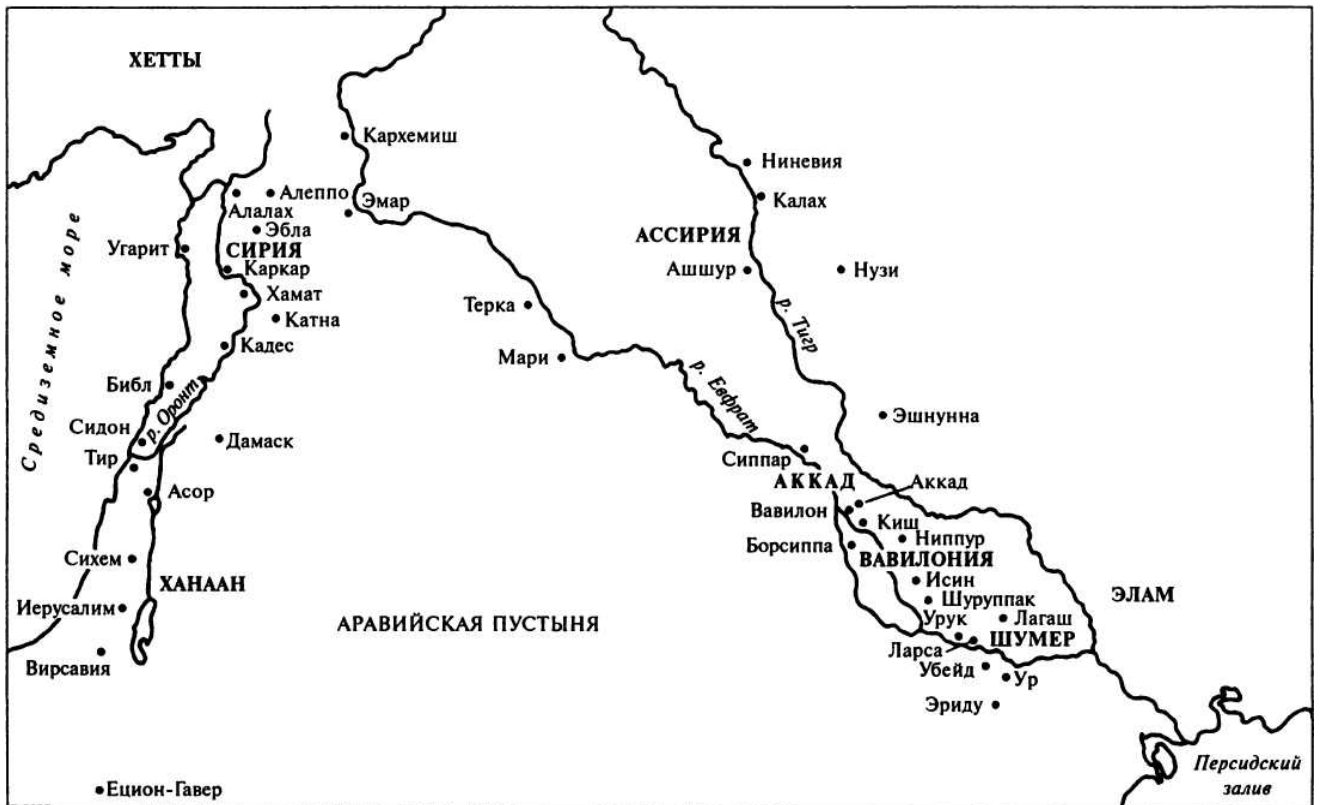 ХЕТТЫ
Кархемиш
Ниневия
Алеппо
Калах
Эмар
Алалах
Эбла
АССИРИЯ
Угарит
СИРИЯ
Каркар
Ашшур
Нузи
Хамат
Средиземное море
Терка
р. Тигр
Катна
Кадес
Мари
Библ
р. Оронт
р. Евфрат
Эшнунна
Сидон
Дамаск
Тир
Сиппар
АККАД
Аккад
Асор
Вавилон
Киш
Ниппур
Борсиппа
ВАВИЛОНИЯ
Сихем
ХАНААН
Исин
ЭЛАМ
Шуруппак
Иерусалим
АРАВИЙСКАЯ ПУСТЫНЯ
Урук
Лагаш
ШУМЕР
Ларса
Вирсавия
Убейд
Ур
Эриду
Персидский
залив
Ецион-Гавер